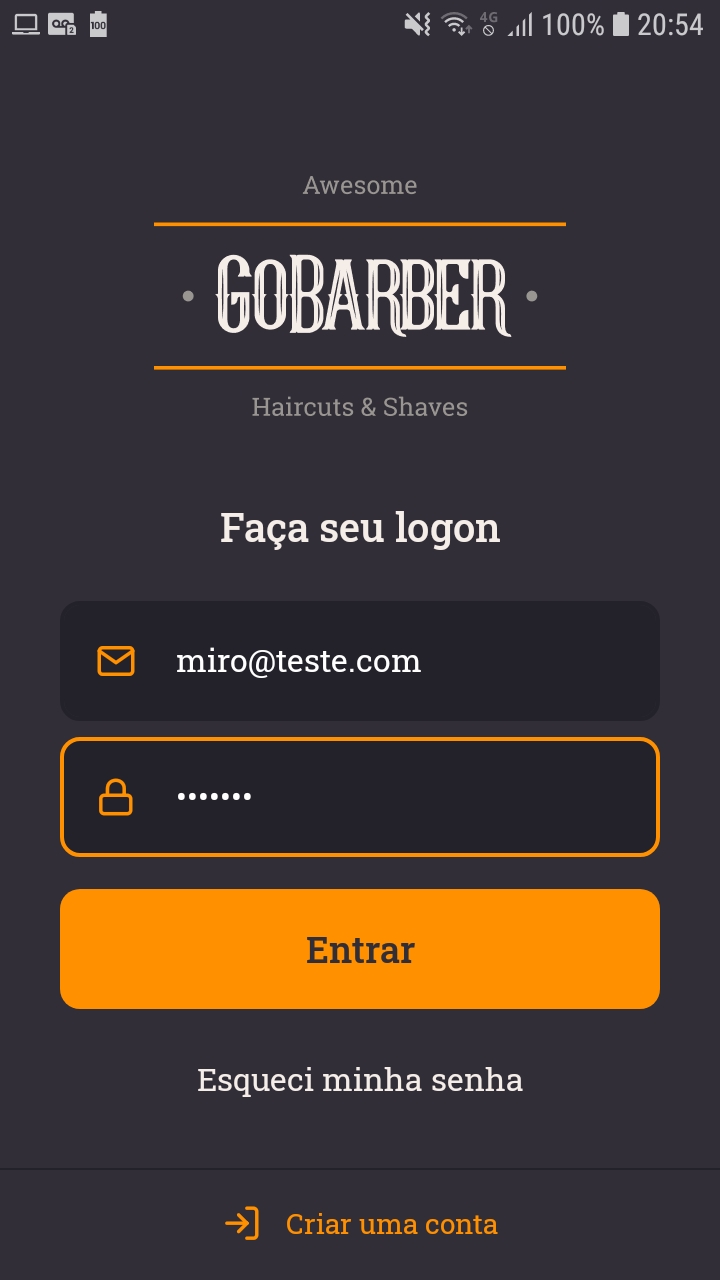 2 100 4G 100% 20:54
Awesome
• GOBARBER •
Haircuts & Shaves
Faça seu logon
miro@teste.com
•••••••
Entrar
Esqueci minha senha
Criar uma conta